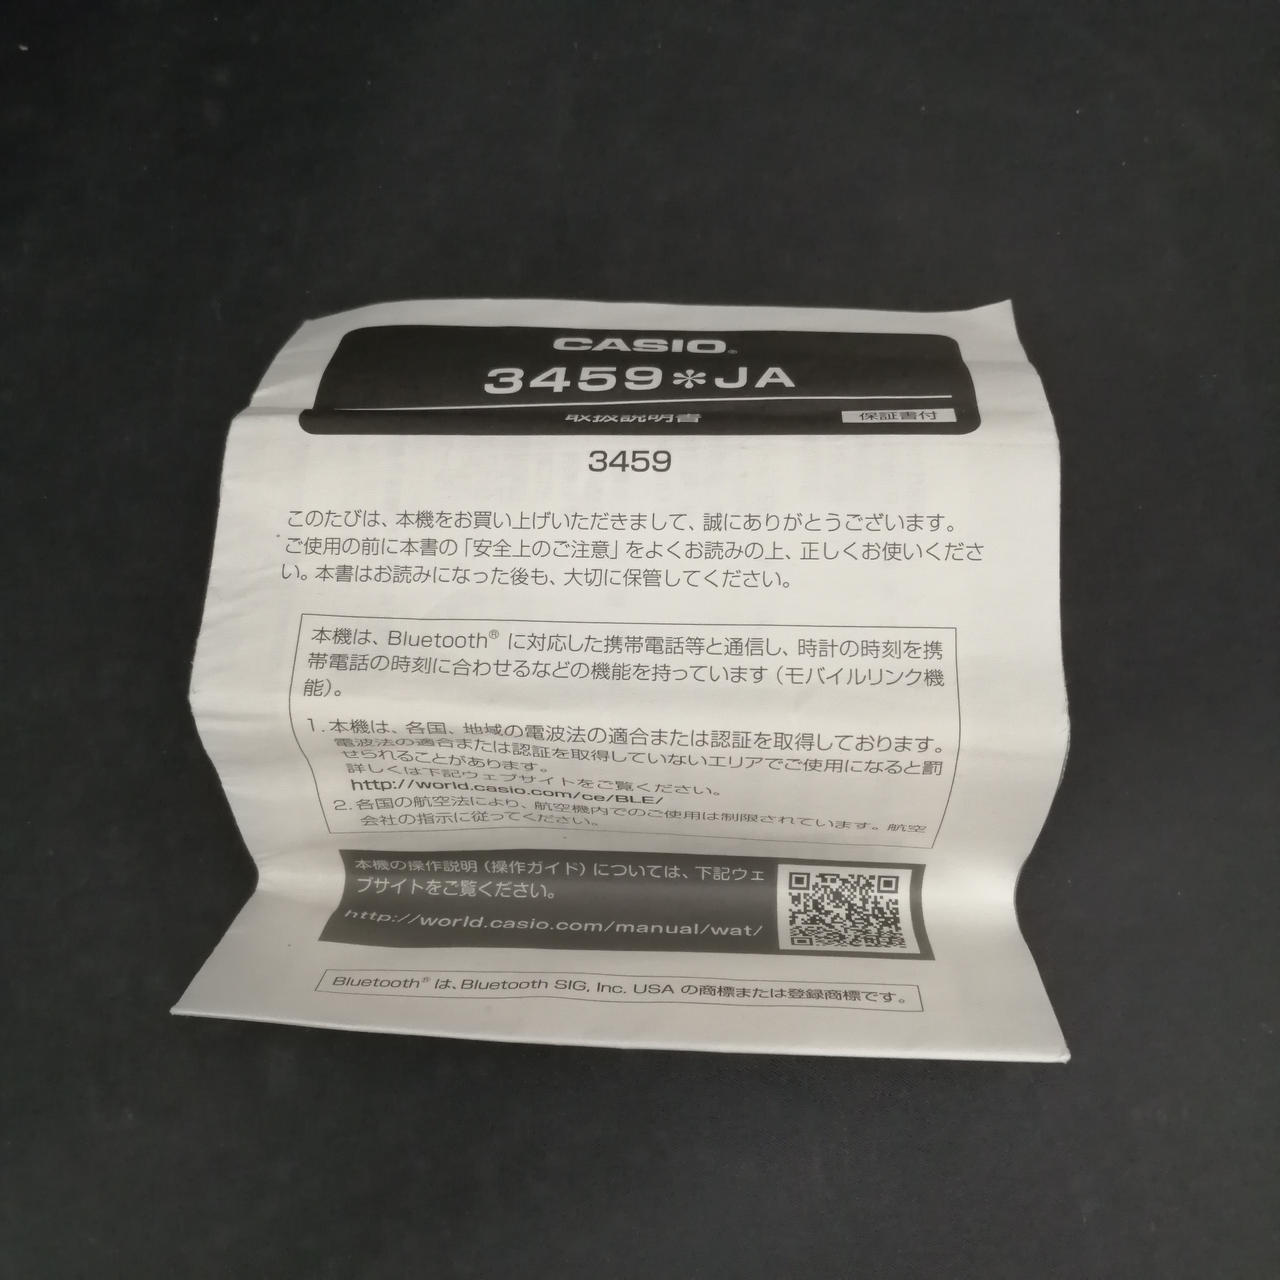 CASIO®
3459✽JA
取扱説明書 保証書付
3459
このたびは、本機をお買い上げいただきまして、誠にありがとうございます。
ご使用の前に本書の「安全上のご注意」をよくお読みの上、正しくお使いくださ
い。本書はお読みになった後も、大切に保管してください。
本機は、Bluetooth® に対応した携帯電話等と通信し、時計の時刻を携
帯電話の時刻に合わせるなどの機能を持っています（モバイルリンク機
能）。
1. 本機は、各国、地域の電波法の適合または認証を取得しております。
電波法の適合または認証を取得していないエリアでご使用になると罰
せられることがあります。
詳しくは下記ウェブサイトをご覧ください。
http://world.casio.com/ce/BLE/
2. 各国の航空法により、航空機内でのご使用は制限されています。航空
会社の指示に従ってください。
本機の操作説明（操作ガイド）については、下記ウェ
ブサイトをご覧ください。
http://world.casio.com/manual/wat/
Bluetooth® は、Bluetooth SIG, Inc. USA の商標または登録商標です。